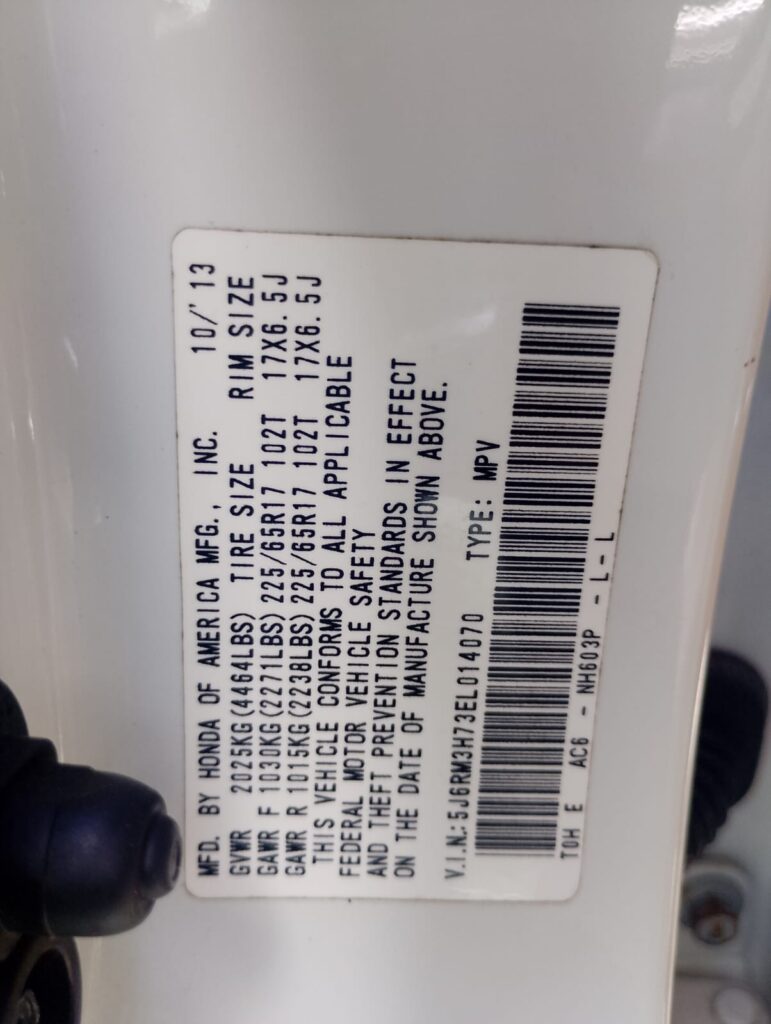 MFD. BY HONDA OF AMERICA MFG., INC. 10/'13
GVWR 2025KG(4464LBS) TIRE SIZE RIM SIZE
GAWR F 1030KG(2271LBS) 225/65R17 102T 17X6.5J
GAWR R 1015KG(2238LBS) 225/65R17 102T 17X6.5J
THIS VEHICLE CONFORMS TO ALL APPLICABLE
FEDERAL MOTOR VEHICLE SAFETY
AND THEFT PREVENTION STANDARDS IN EFFECT
ON THE DATE OF MANUFACTURE SHOWN ABOVE.
V.I.N.: 5J6RM3H73EL014070 TYPE: MPV
TOH E AC6 - NH603P - L- L